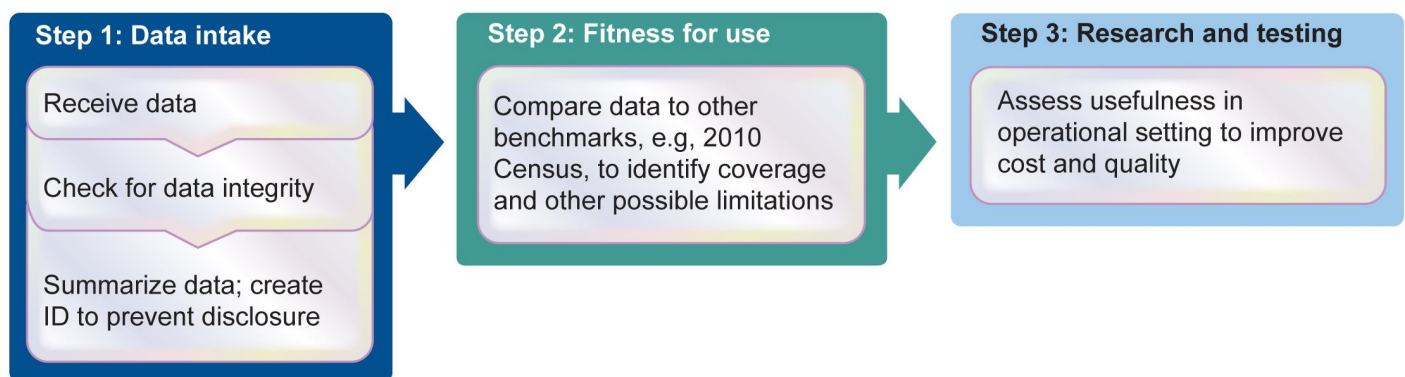 Step 1: Data intake
Receive data
Check for data integrity
Summarize data; create
ID to prevent disclosure
Step 2: Fitness for use
Compare data to other
benchmarks, e.g, 2010
Census, to identify coverage
and other possible limitations
Step 3: Research and testing
Assess usefulness in
operational setting to improve
cost and quality